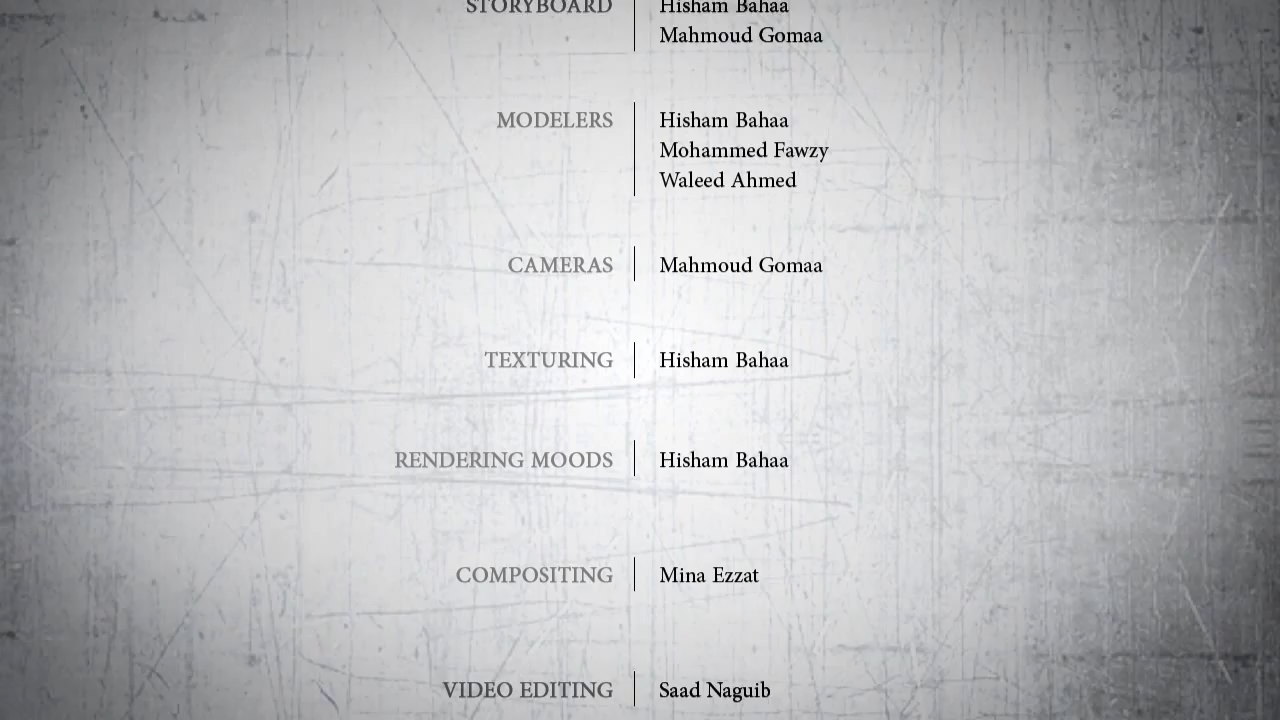 STORYBOARD Hisham Bahaa
Mahmoud Gomaa
MODELERS Hisham Bahaa
Mohammed Fawzy
Waleed Ahmed
CAMERAS Mahmoud Gomaa
TEXTURING Hisham Bahaa
RENDERING MOODS Hisham Bahaa
COMPOSITING Mina Ezzat
VIDEO EDITING Saad Naguib